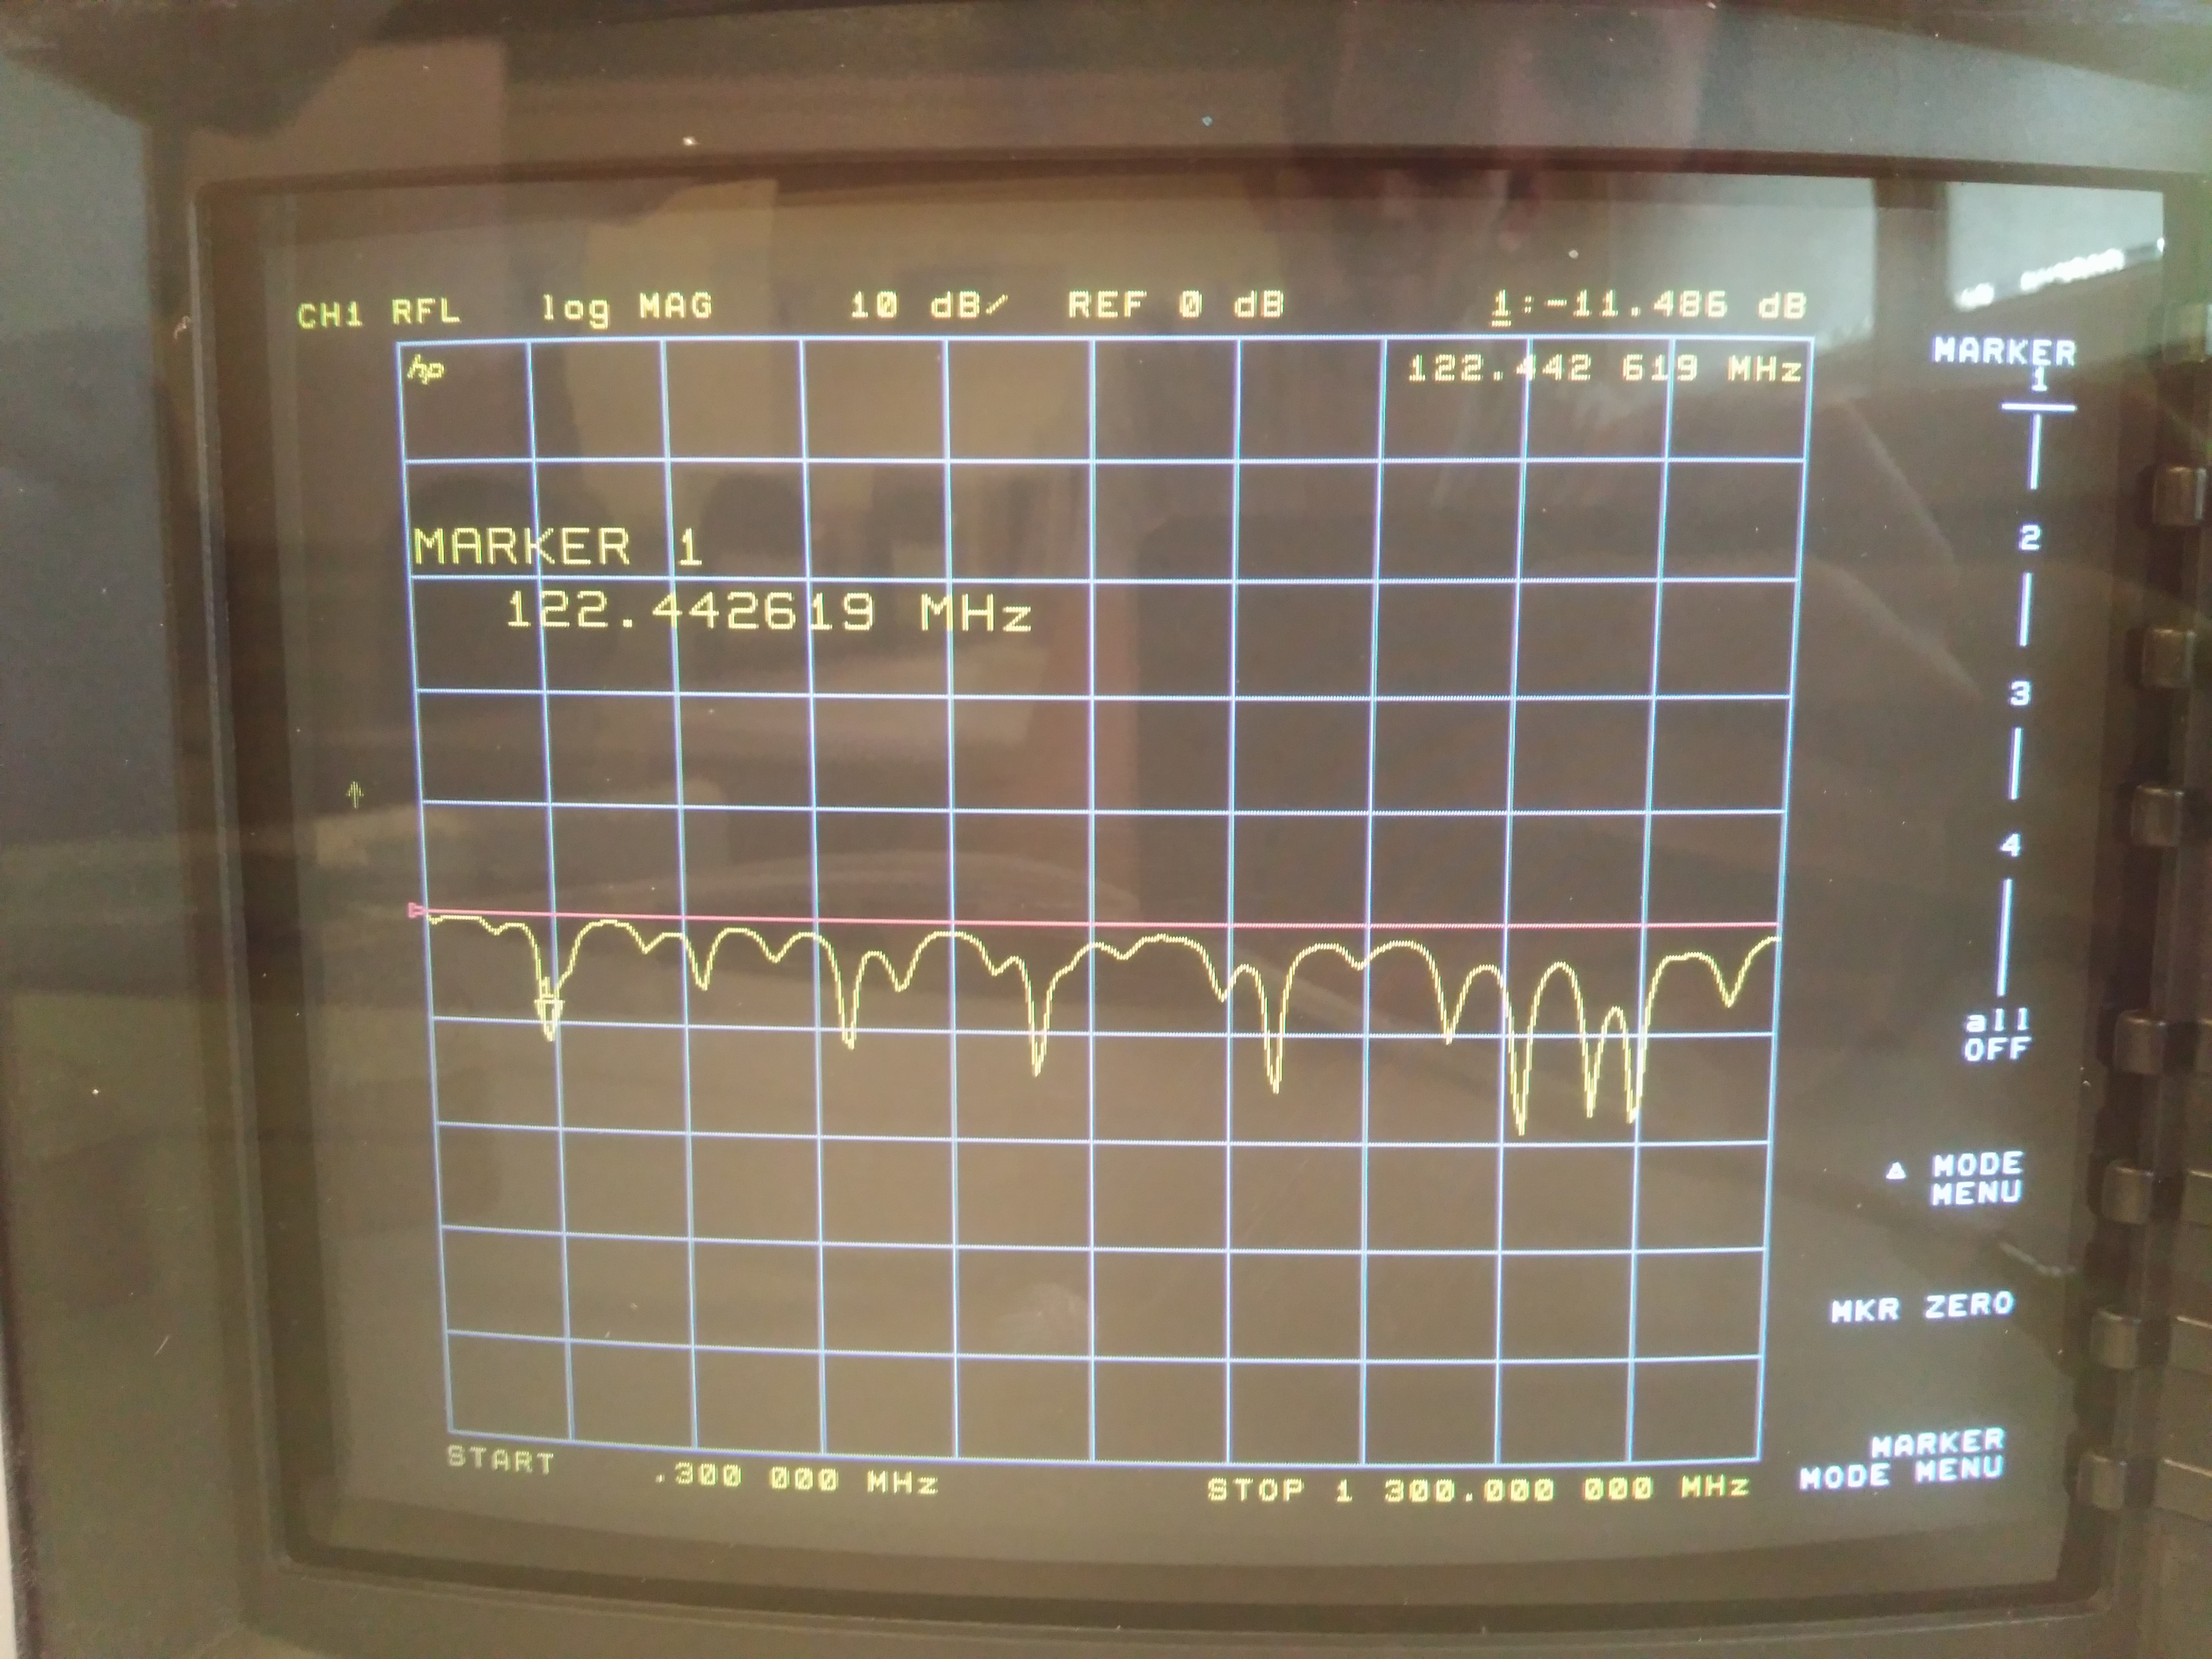 CH1 RFL log MAG 10 dB/ REF 0 dB 1:-11.486 dB
hp 122.442 619 MHz
MARKER 1
122.442619 MHz
1
START .300 000 MHz STOP 1 300.000 000 MHz
MARKER
1
2
3
4
all
OFF
Δ MODE
MENU
MKR ZERO
MARKER
MODE MENU